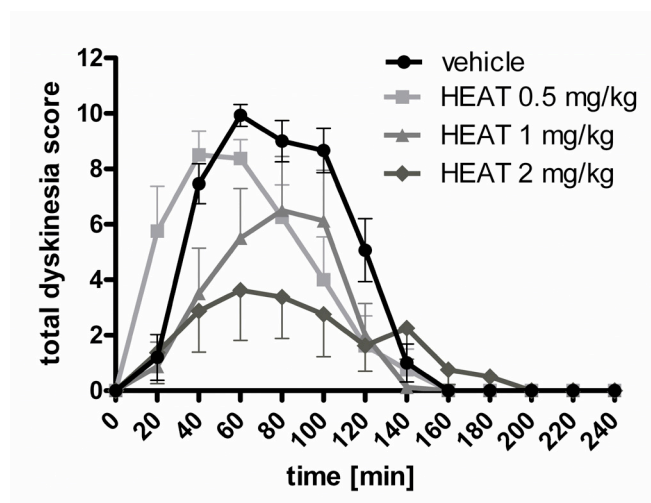 12
10
8
6
4
2
0
total dyskinesia score
vehicle
HEAT 0.5 mg/kg
HEAT 1 mg/kg
HEAT 2 mg/kg
0 20 40 60 80 100 120 140 160 180 200 220 240
time [min]